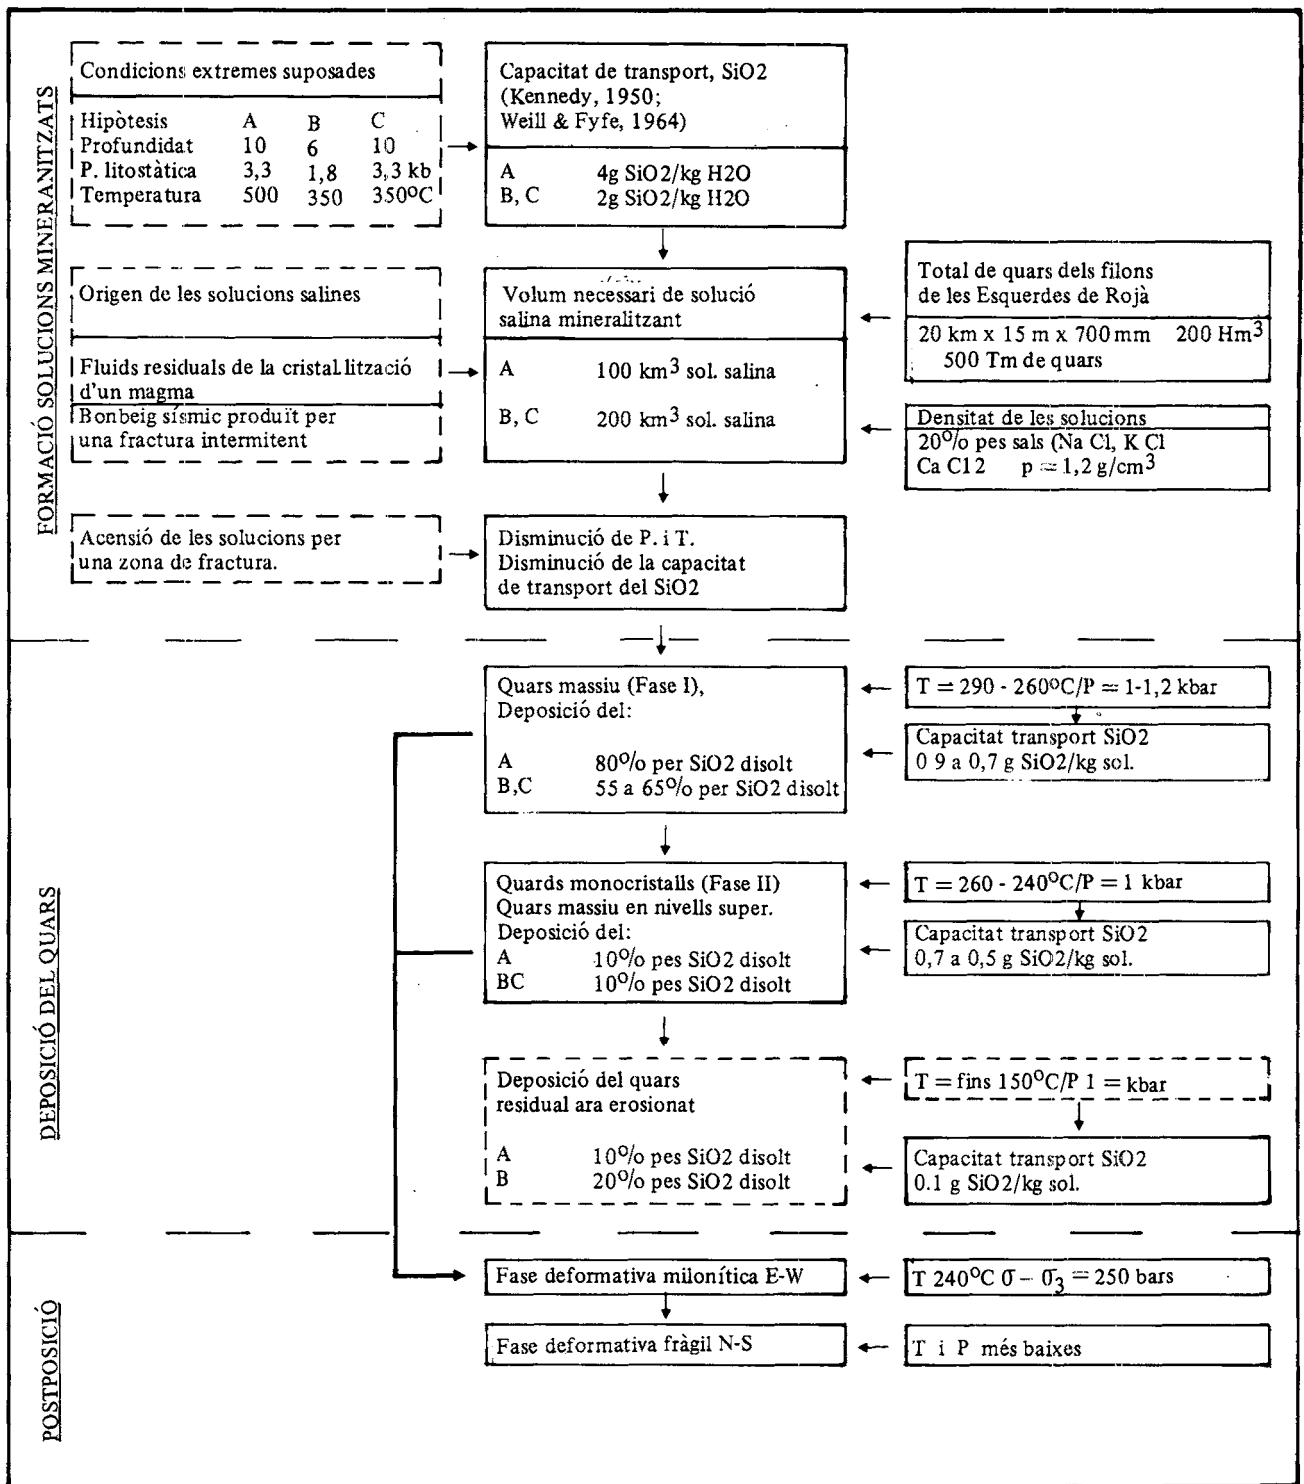 FORMACIÓ SOLUCIONS MINERANITZATS
Condicions extremes suposades
Hipòtesis A B C
Profundidat 10 6 10
P. litostàtica 3,3 1,8 3,3 kb
Temperatura 500 350 350ºC
Capacitat de transport, SiO2
(Kennedy, 1950;
Weill & Fyfe, 1964)
A 4g SiO2/kg H2O
B, C 2g SiO2/kg H2O
Origen de les solucions salines
Fluids residuals de la cristal.lització
d'un magma
Bonbeig sísmic produït per
una fractura intermitent
Volum necessari de solució
salina mineralitzant
A 100 km3 sol. salina
B, C 200 km3 sol. salina
Total de quars dels filons
de les Esquerdes de Rojà
20 km x 15 m x 700 mm 200 Hm3
500 Tm de quars
Densitat de les solucions
20% pes sals (Na Cl, K Cl
Ca Cl 2 p = 1,2 g/cm3
Acensió de les solucions per
una zona de fractura.
Disminució de P. i T.
Disminució de la capacitat
de transport del SiO2
DEPOSICIÓ DEL QUARS
Quars massiu (Fase I),
Deposició del:
A 80% per SiO2 disolt
B,C 55 a 65% per SiO2 disolt
T = 290 - 260ºC/P = 1-1,2 kbar
Capacitat transport SiO2
0 9 a 0,7 g SiO2/kg sol.
Quards monocristalls (Fase II)
Quars massiu en nivells super.
Deposició del:
A 10% pes SiO2 disolt
BC 10% pes SiO2 disolt
T = 260 - 240ºC/P = 1 kbar
Capacitat transport SiO2
0,7 a 0,5 g SiO2/kg sol.
Deposició del quars
residual ara erosionat
A 10% pes SiO2 disolt
B 20% pes SiO2 disolt
T = fins 150ºC/P 1 = kbar
Capacitat transport SiO2
0.1 g SiO2/kg sol.
POSTPOSICIÓ
Fase deformativa milonítica E-W
T 240ºC σ – σ3 = 250 bars
Fase deformativa fràgil N-S
T i P més baixes